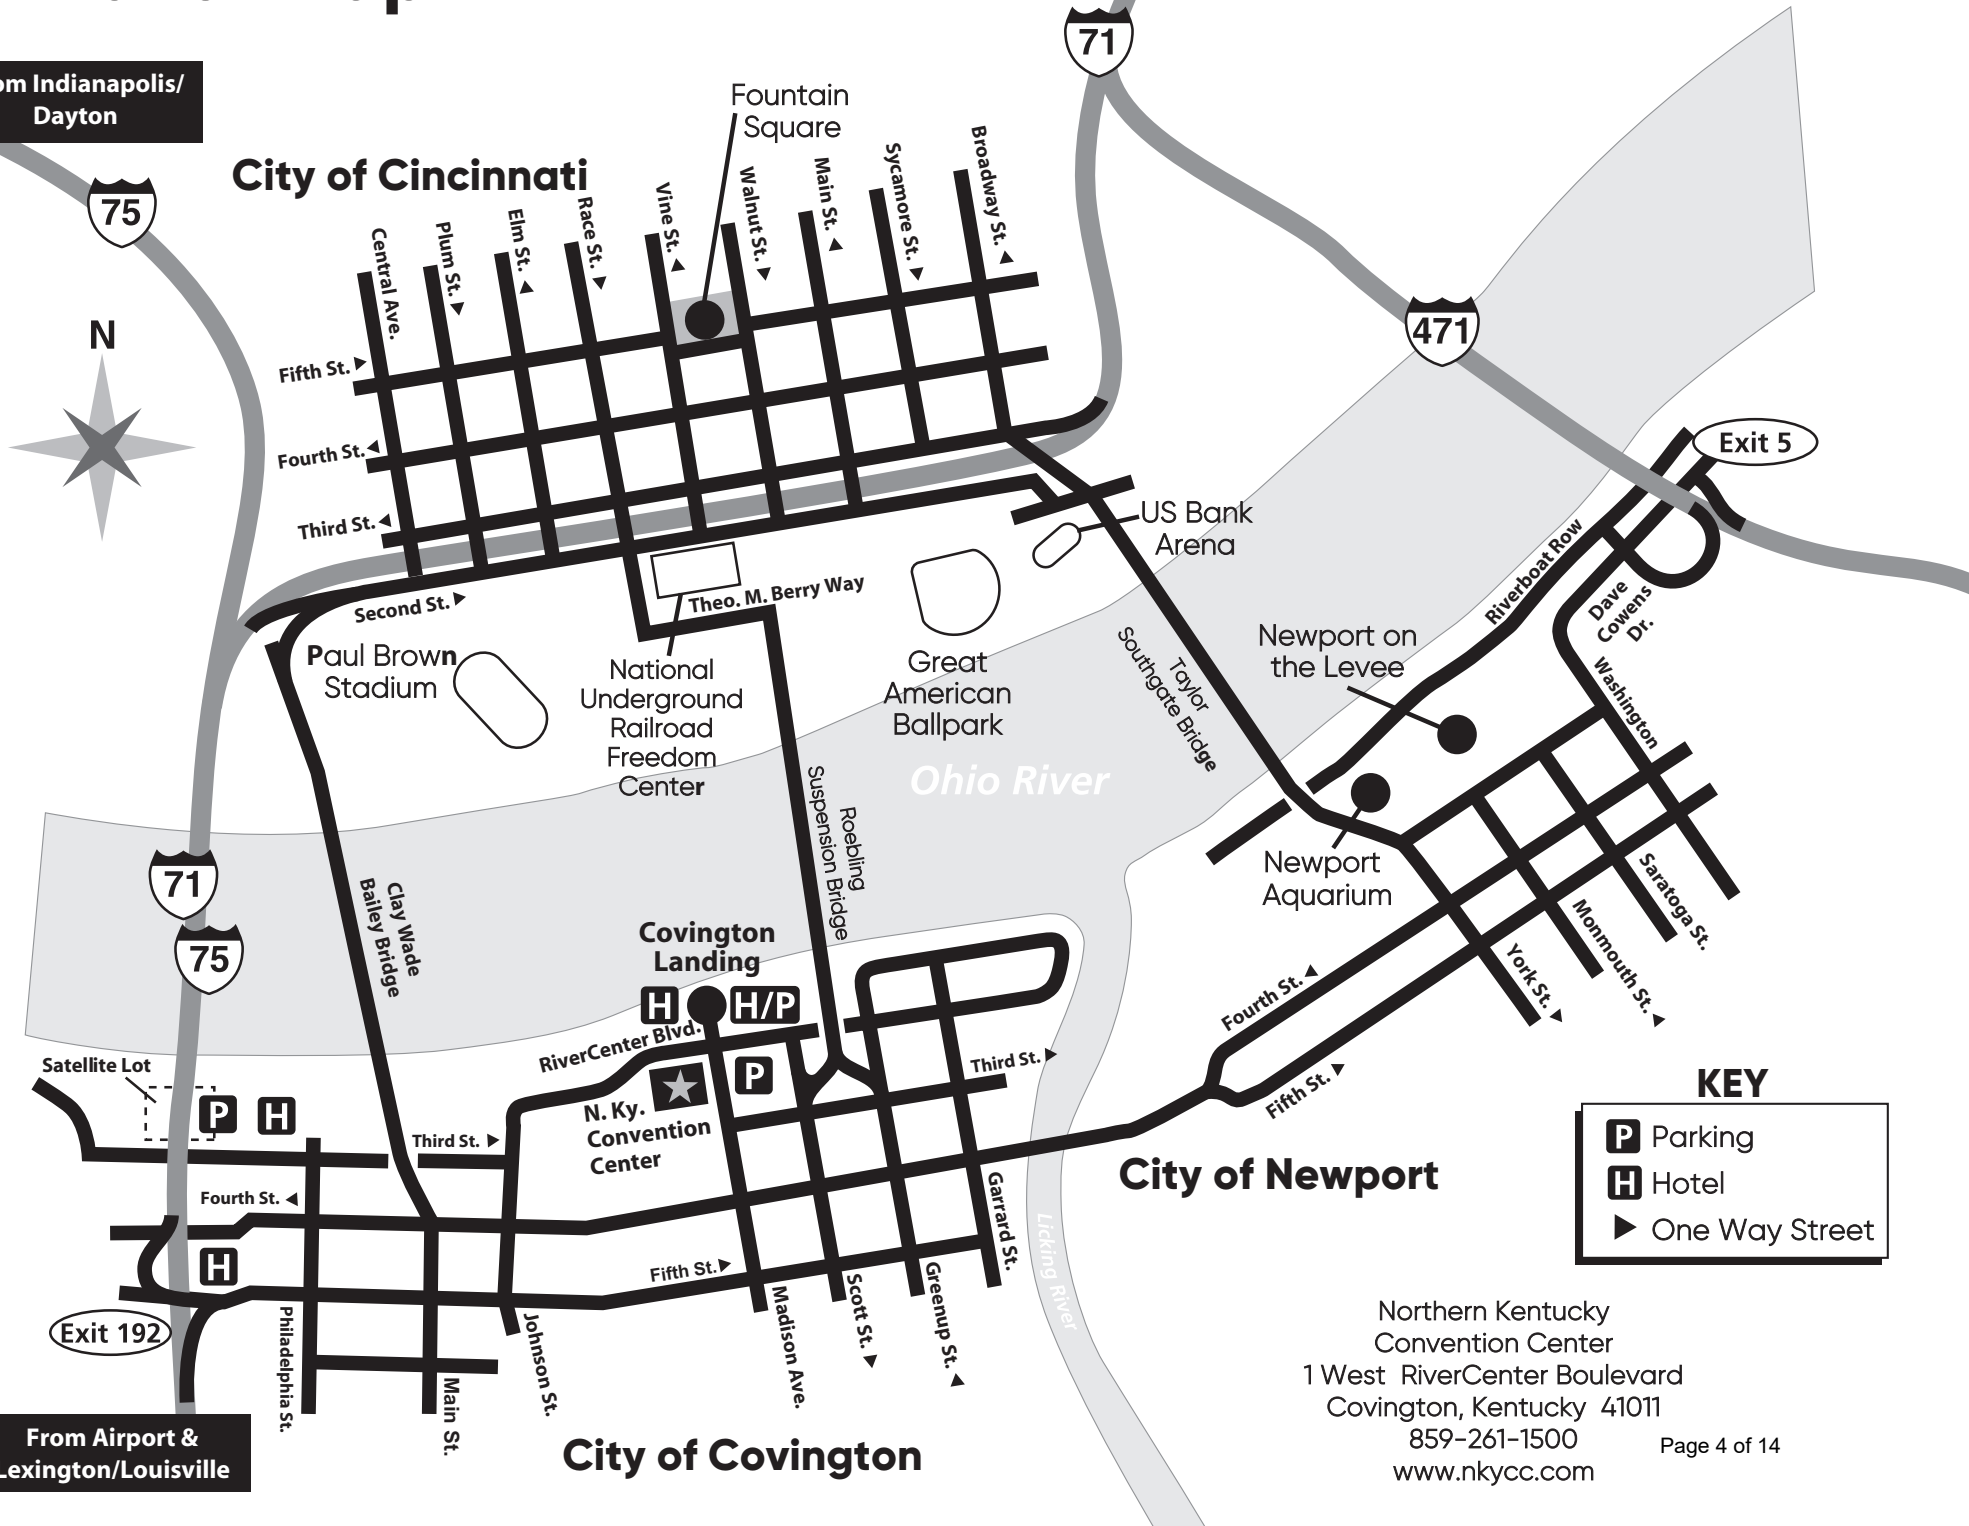 om Indianapolis/
Dayton
71
75
Fountain
Square
City of Cincinnati
Central Ave.
Plum St.
Elm St.
Race St.
Vine St.
Walnut St.
Main St.
Sycamore St.
Broadway St.
N
Fifth St.
Fourth St.
Third St.
471
Exit 5
US Bank
Arena
Second St.
Theo. M. Berry Way
Riverboat Row
Dave
Cowens
Dr.
Paul Brown
Stadium
National
Underground
Railroad
Freedom
Center
Great
American
Ballpark
Taylor
Southgate Bridge
Newport on
the Levee
Washington
Ohio River
Roebling
Suspension Bridge
Newport
Aquarium
71
75
Clay Wade
Bailey Bridge
Saratoga St.
Monmouth St.
York St.
Covington
Landing
H
H/P
RiverCenter Blvd.
P
N. Ky.
Convention
Center
Third St.
Fourth St.
Fifth St.
Satellite Lot
P
H
Third St.
Fourth St.
H
Fifth St.
Exit 192
Philadelphia St.
Main St.
Johnson St.
Madison Ave.
Scott St.
Greenup St.
Garrard St.
Licking River
City of Newport
City of Covington
From Airport &
Lexington/Louisville
KEY
P Parking
H Hotel
One Way Street
Northern Kentucky
Convention Center
1 West RiverCenter Boulevard
Covington, Kentucky 41011
859-261-1500
www.nkycc.com
Page 4 of 14